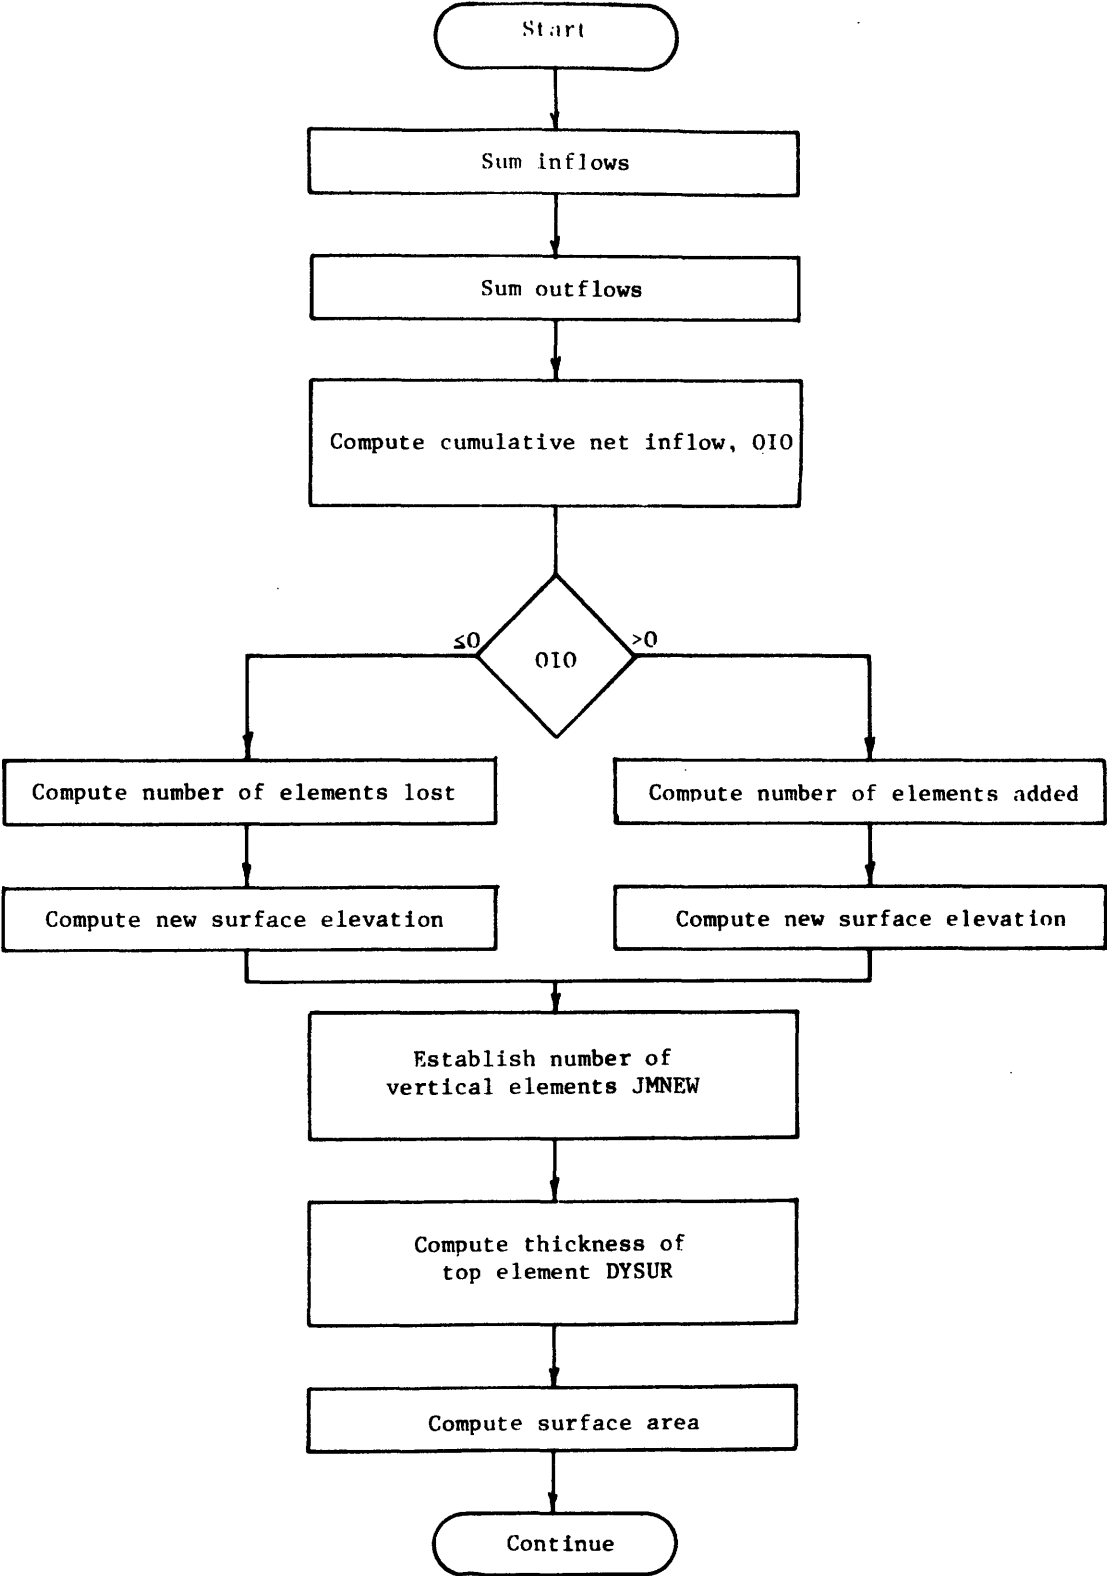 Start
Sum inflows
Sum outflows
Compute cumulative net inflow, OIO
≤0
>0
OIO
Compute number of elements lost
Compute number of elements added
Compute new surface elevation
Compute new surface elevation
Establish number of
vertical elements JMNEW
Compute thickness of
top element DYSUR
Compute surface area
Continue